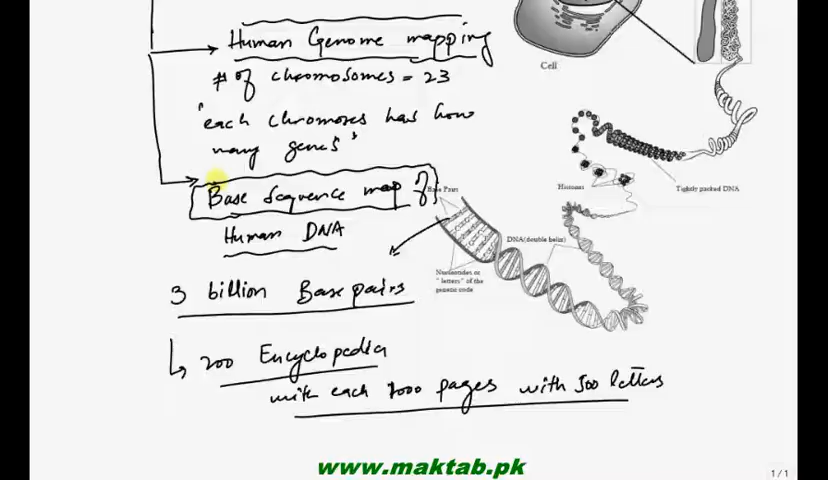 Human Genome mapping
# of chromosomes = 23
"each chromoses has how
many genes"
Base Sequence map of
Human DNA
3 billion Base pairs
200 Encyclopedia
with each 1000 pages with 500 letters
Cell
Base Pairs
Histones
Tightly packed DNA
DNA(double helix)
Nucleotides or
"letters" of the
genetic code
www.maktab.pk
1/1